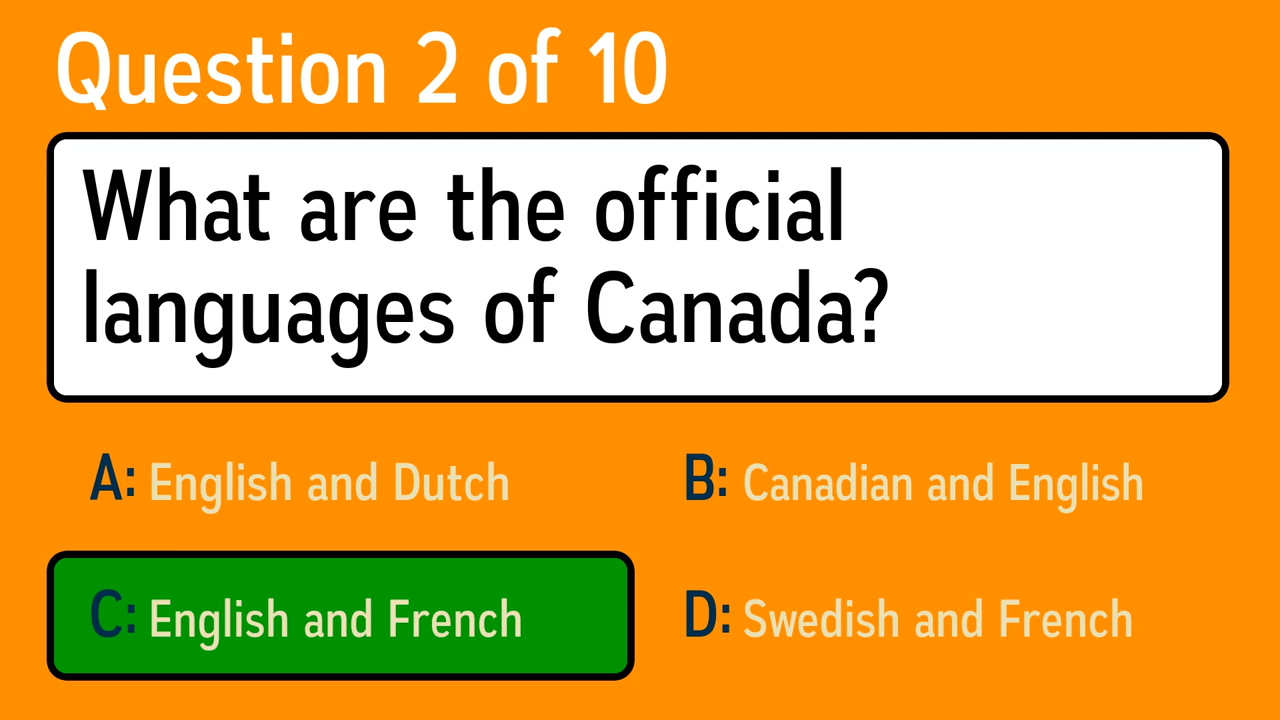 Question 2 of 10
What are the official
languages of Canada?
A: English and Dutch
B: Canadian and English
C: English and French
D: Swedish and French